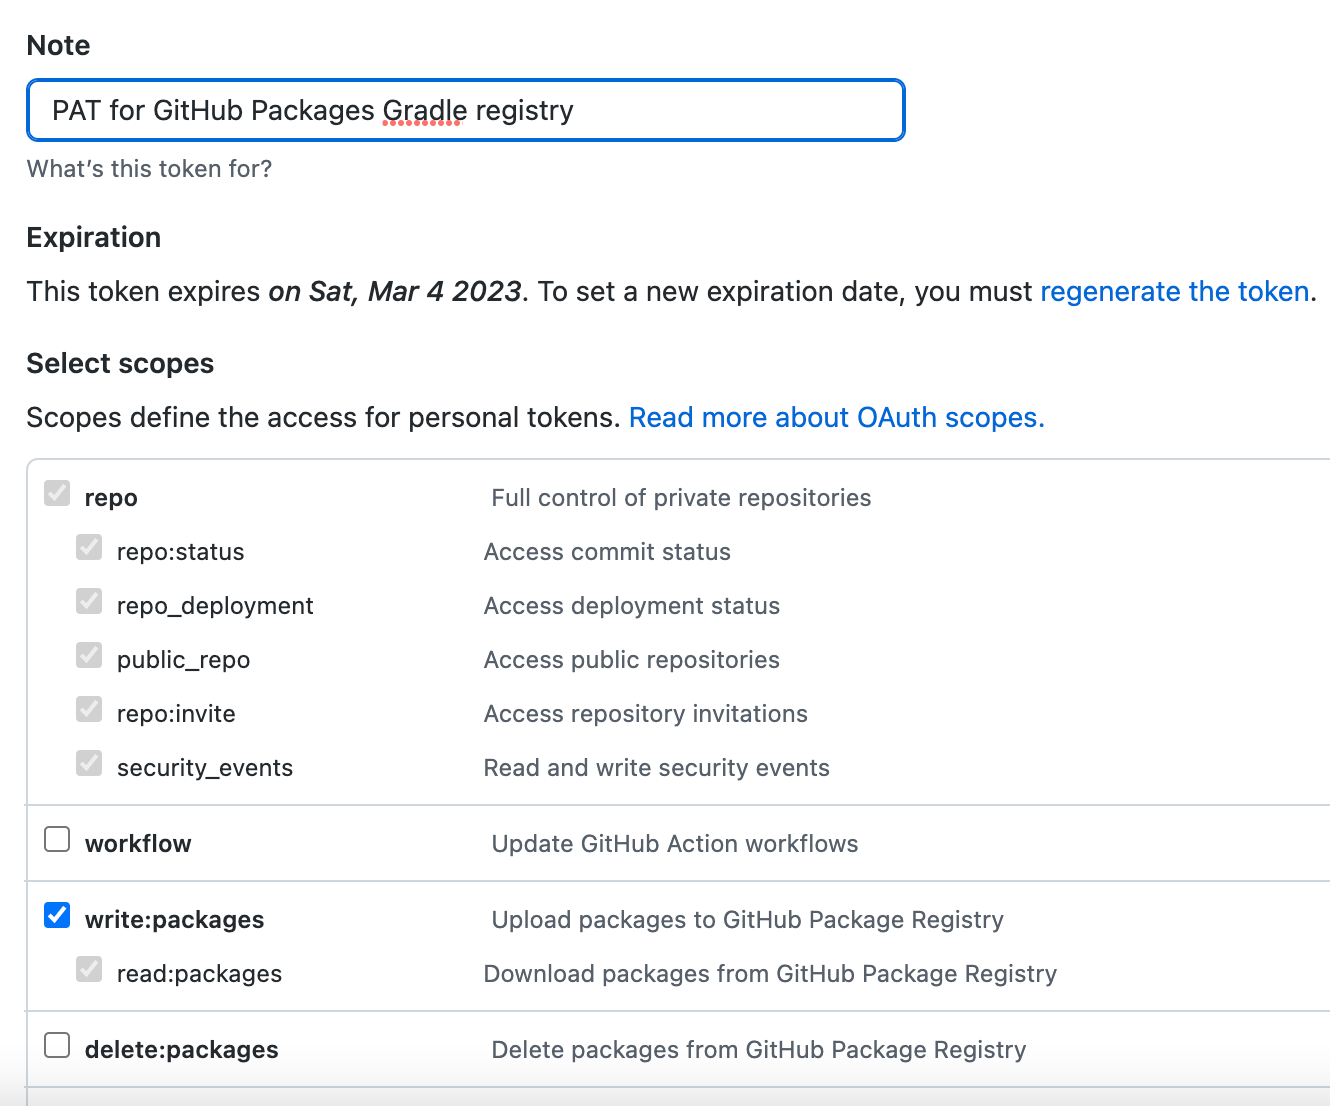 Note
PAT for GitHub Packages Gradle registry
What's this token for?
Expiration
This token expires on Sat, Mar 4 2023. To set a new expiration date, you must regenerate the token.
Select scopes
Scopes define the access for personal tokens. Read more about OAuth scopes.
repo Full control of private repositories
repo:status Access commit status
repo_deployment Access deployment status
public_repo Access public repositories
repo:invite Access repository invitations
security_events Read and write security events
workflow Update GitHub Action workflows
write:packages Upload packages to GitHub Package Registry
read:packages Download packages from GitHub Package Registry
delete:packages Delete packages from GitHub Package Registry